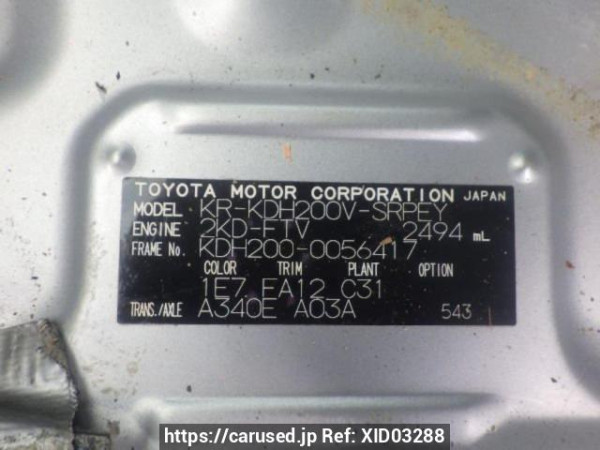 TOYOTA MOTOR CORPORATION JAPAN
MODEL KR-KDH200V-SRPEY
ENGINE 2KD-FTV 2494 mL
FRAME No. KDH200-0056417
COLOR TRIM PLANT OPTION
1E7 FA12 C31
TRANS./AXLE A340E A03A 543
https://carused.jp Ref: XID03288